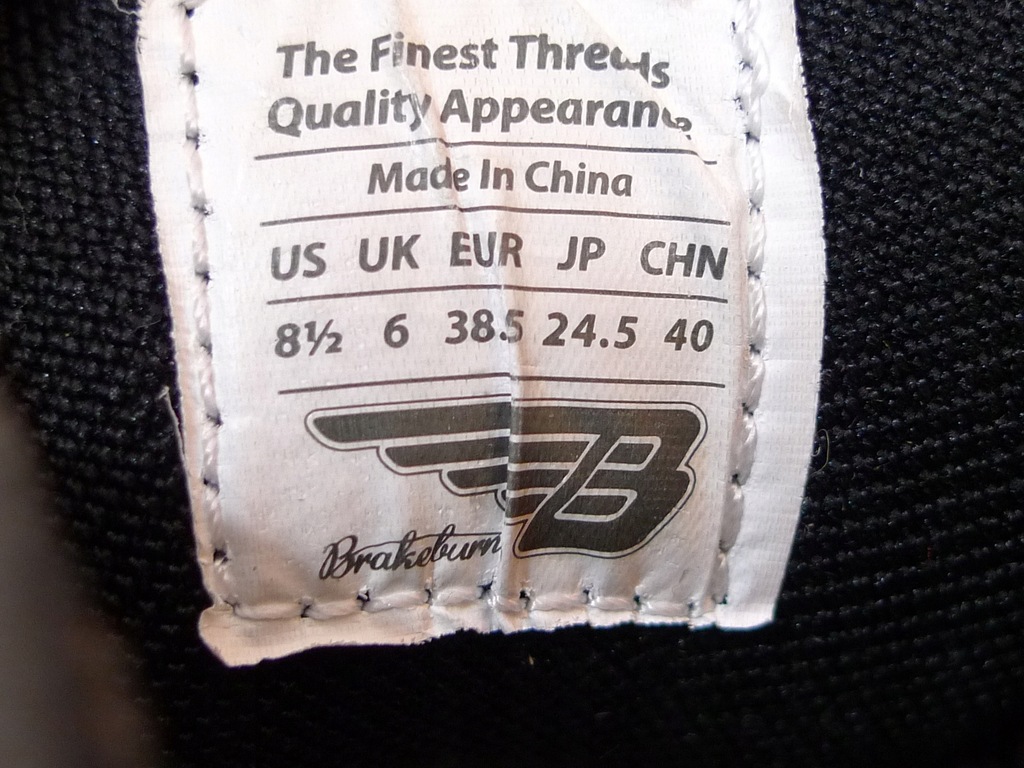 The Finest Threads
Quality Appearanc
Made In China
US UK EUR JP CHN
8½ 6 38.5 24.5 40
B
Brakeburn